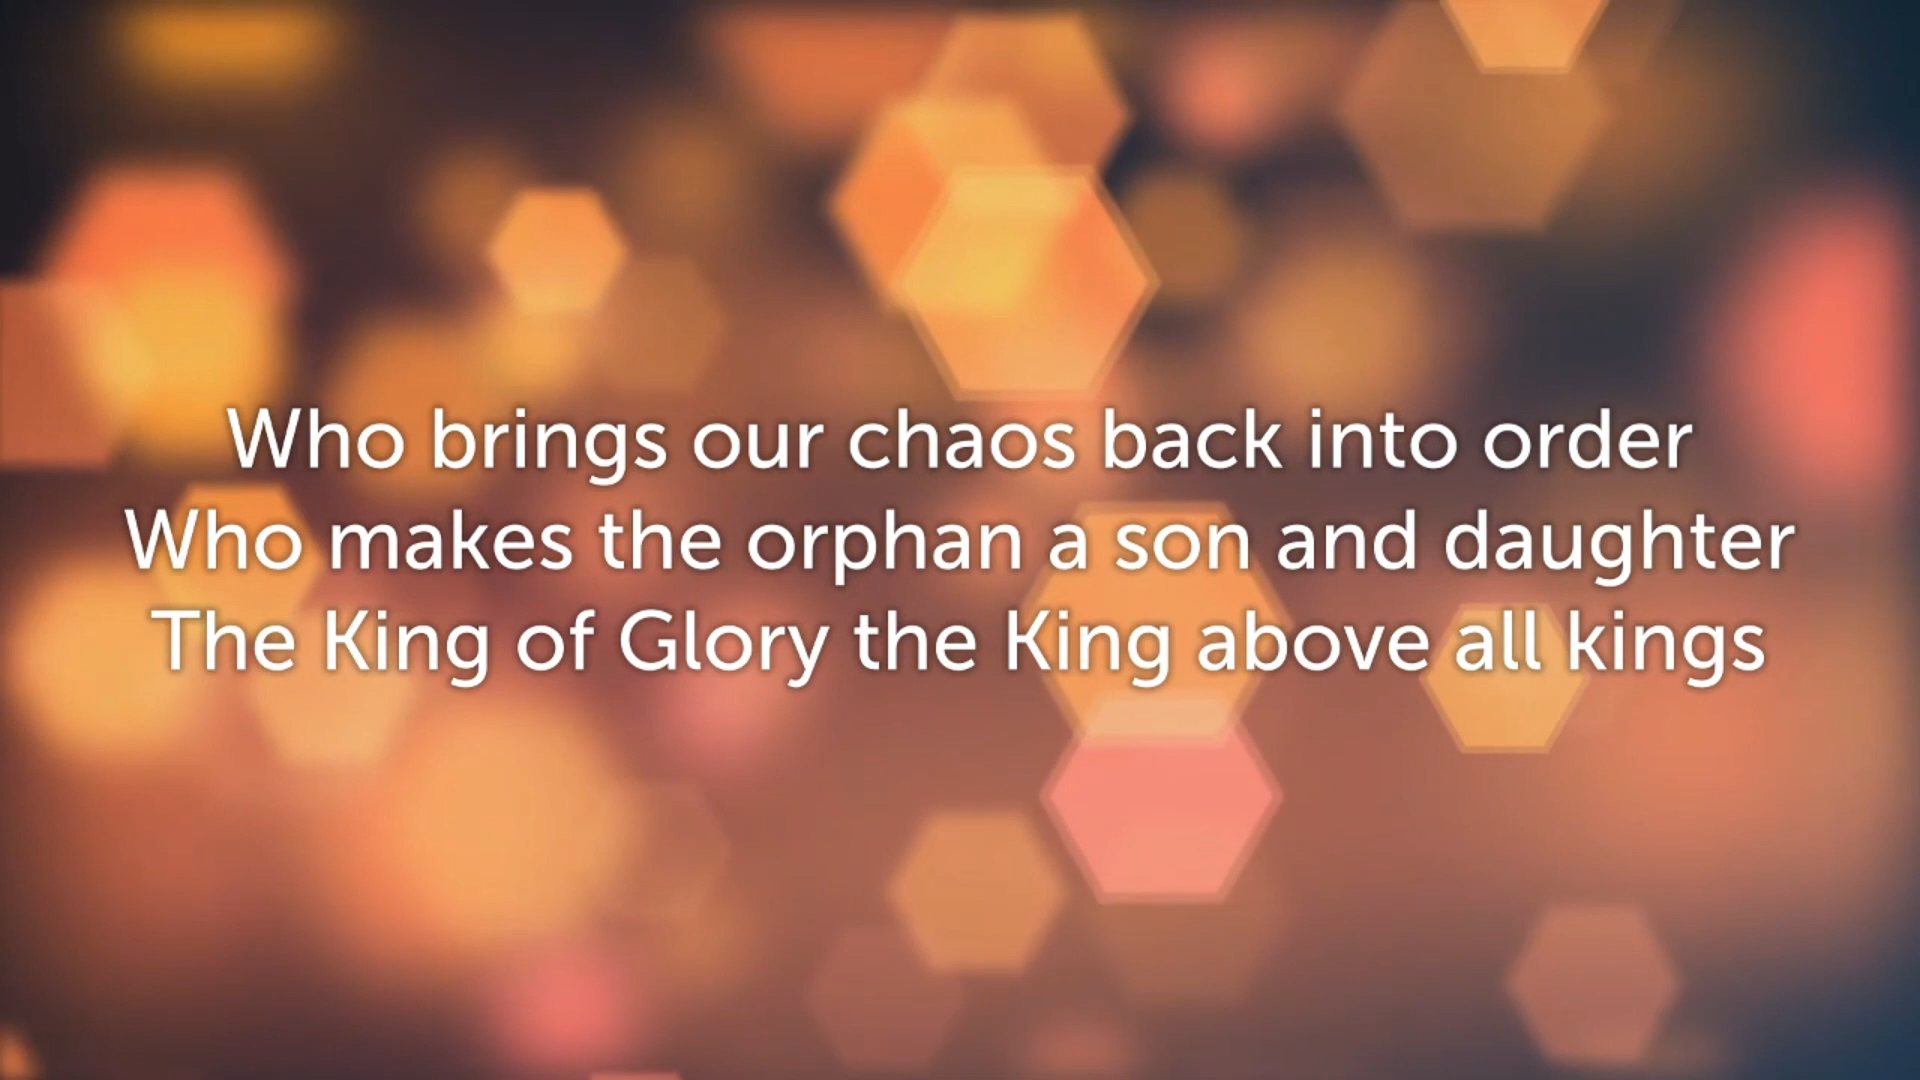 Who brings our chaos back into order
Who makes the orphan a son and daughter
The King of Glory the King above all kings